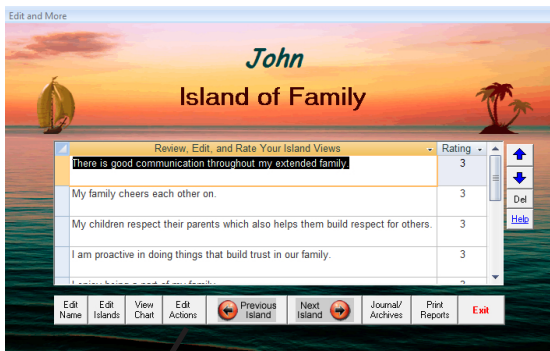 Edit and More
John
Island of Family
Review, Edit, and Rate Your Island Views
Rating
There is good communication throughout my extended family.
3
My family cheers each other on.
3
My children respect their parents which also helps them build respect for others.
3
I am proactive in doing things that build trust in our family.
3
Del
Help
Edit
Name
Edit
Islands
View
Chart
Edit
Actions
Previous
Island
Next
Island
Journal/
Archives
Print
Reports
Exit